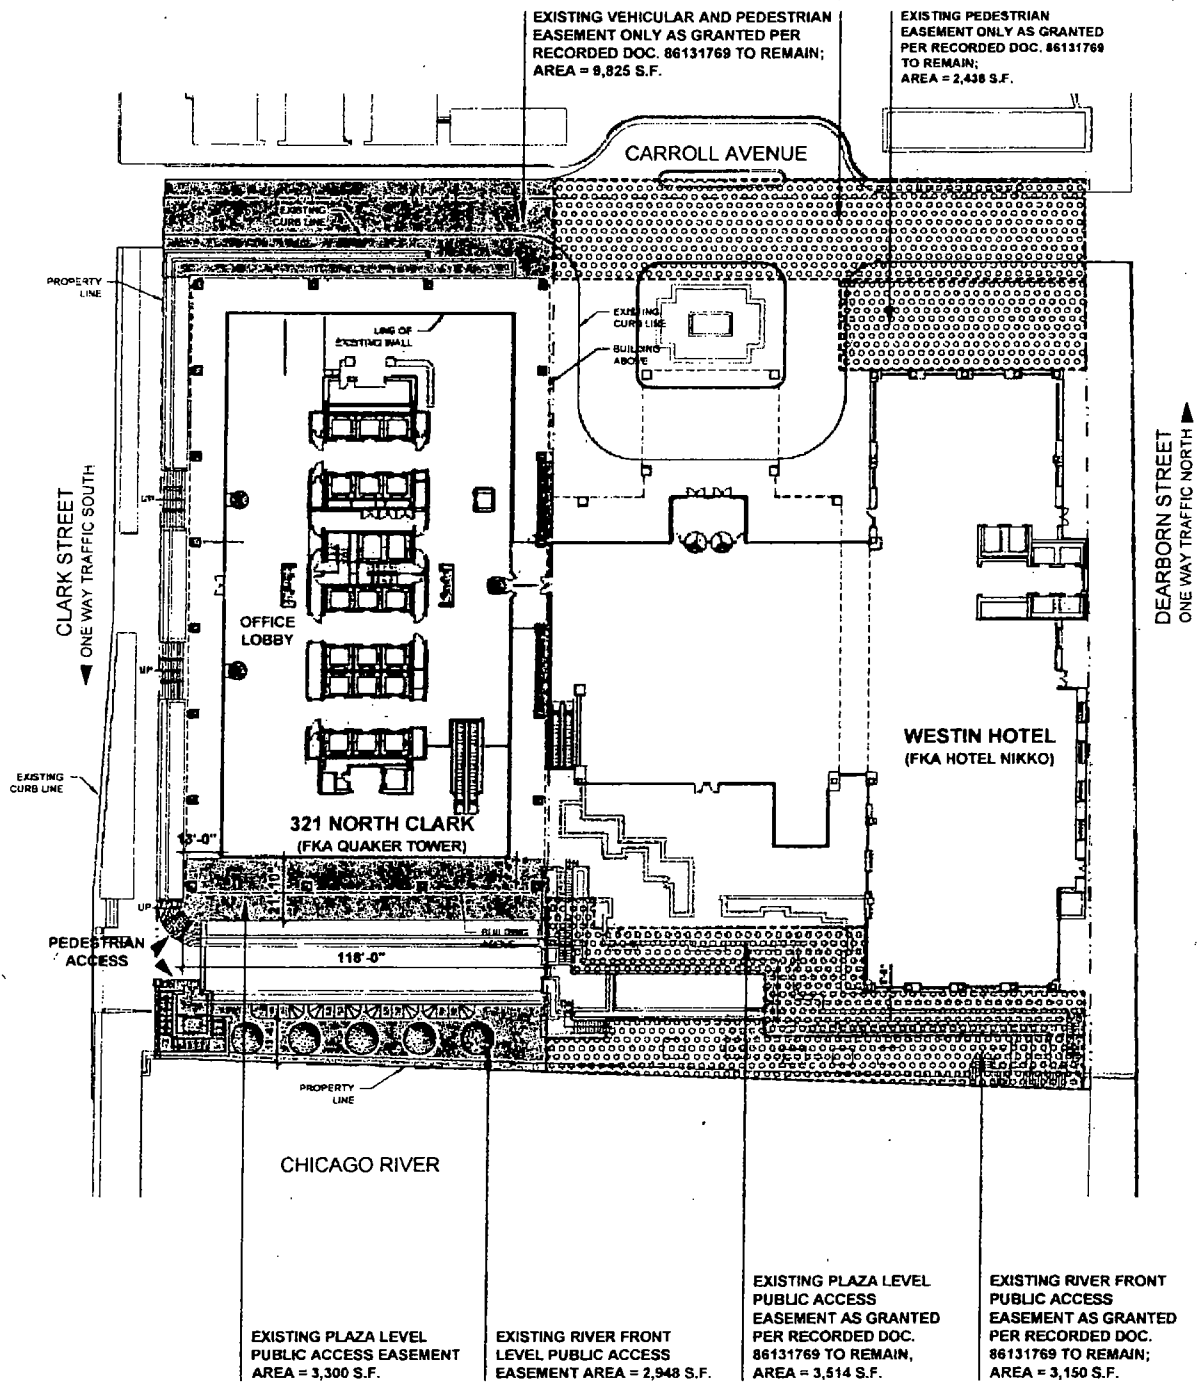 EXISTING VEHICULAR AND PEDESTRIAN
EASEMENT ONLY AS GRANTED PER
RECORDED DOC. 86131769 TO REMAIN;
AREA = 9,825 S.F.
EXISTING PEDESTRIAN
EASEMENT ONLY AS GRANTED
PER RECORDED DOC. 86131769
TO REMAIN;
AREA = 2,438 S.F.
CARROLL AVENUE
EXISTING
CURB LINE
PROPERTY
LINE
LINE OF
EXISTING WALL
EXISTING
CURB LINE
BUILDING
ABOVE
CLARK STREET
◄ ONE WAY TRAFFIC SOUTH
DEARBORN STREET
ONE WAY TRAFFIC NORTH ►
UP
OFFICE
LOBBY
UP
WESTIN HOTEL
(FKA HOTEL NIKKO)
EXISTING
CURB LINE
321 NORTH CLARK
(FKA QUAKER TOWER)
13'-0"
UP
BUILDING
ABOVE
PEDESTRIAN
ACCESS
118'-0"
PROPERTY
LINE
CHICAGO RIVER
EXISTING PLAZA LEVEL
PUBLIC ACCESS EASEMENT
AREA = 3,300 S.F.
EXISTING RIVER FRONT
LEVEL PUBLIC ACCESS
EASEMENT AREA = 2,948 S.F.
EXISTING PLAZA LEVEL
PUBLIC ACCESS
EASEMENT AS GRANTED
PER RECORDED DOC.
86131769 TO REMAIN,
AREA = 3,514 S.F.
EXISTING RIVER FRONT
PUBLIC ACCESS
EASEMENT AS GRANTED
PER RECORDED DOC.
86131769 TO REMAIN;
AREA = 3,150 S.F.